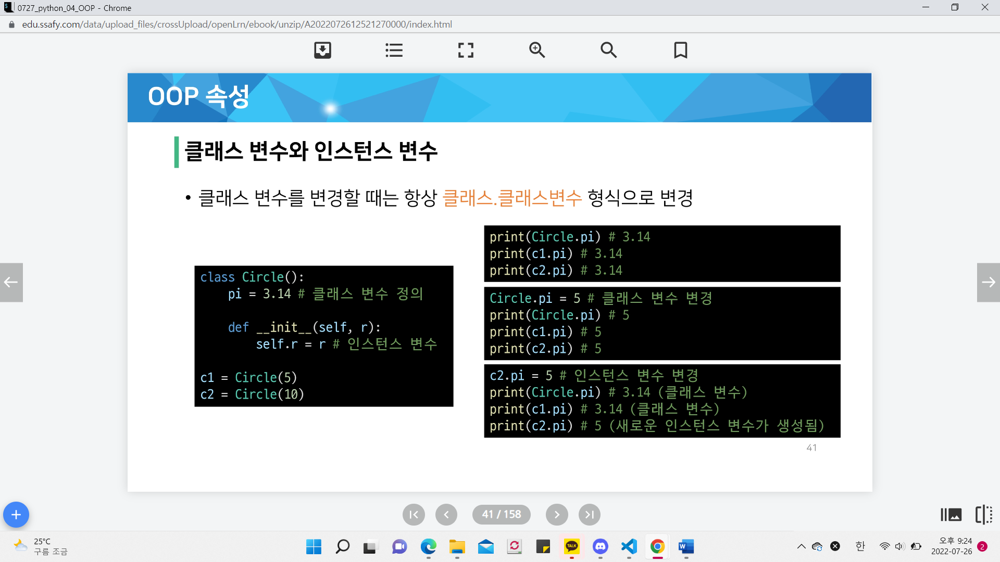 0727_python_04_OOP - Chrome
edu.ssafy.com/data/upload_files/crossUpload/openLrn/ebook/unzip/A2022072612521270000/index.html
OOP 속성
클래스 변수와 인스턴스 변수
• 클래스 변수를 변경할 때는 항상 클래스.클래스변수 형식으로 변경
class Circle():
    pi = 3.14 # 클래스 변수 정의
    def __init__(self, r):
        self.r = r # 인스턴스 변수
c1 = Circle(5)
c2 = Circle(10)
print(Circle.pi) # 3.14
print(c1.pi) # 3.14
print(c2.pi) # 3.14
Circle.pi = 5 # 클래스 변수 변경
print(Circle.pi) # 5
print(c1.pi) # 5
print(c2.pi) # 5
c2.pi = 5 # 인스턴스 변수 변경
print(Circle.pi) # 3.14 (클래스 변수)
print(c1.pi) # 3.14 (클래스 변수)
print(c2.pi) # 5 (새로운 인스턴스 변수가 생성됨)
41
41 / 158
25°C
구름 조금
TALK
W
한
오후 9:24
2022-07-26
2